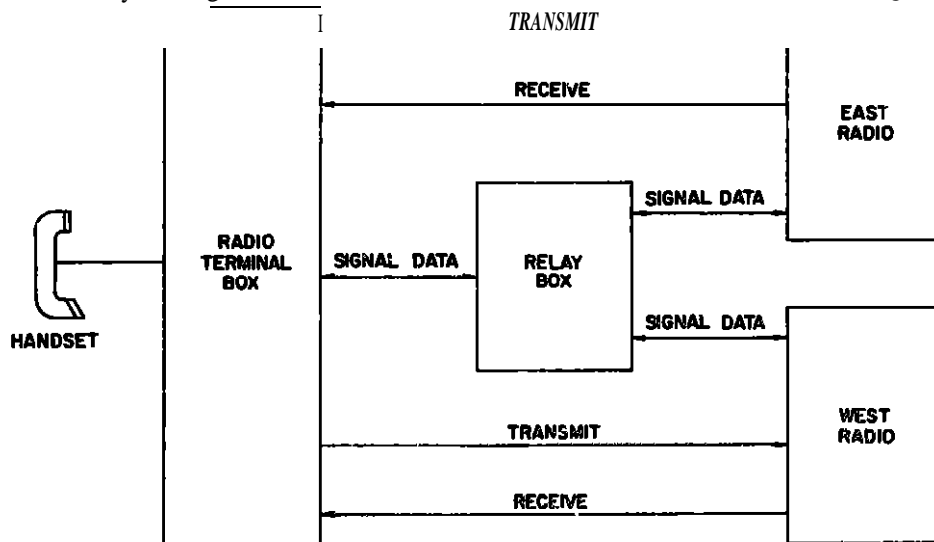 TRANSMIT
RECEIVE
EAST
RADIO
SIGNAL DATA
RADIO
TERMINAL
BOX
SIGNAL DATA
RELAY
BOX
HANDSET
SIGNAL DATA
TRANSMIT
WEST
RADIO
RECEIVE